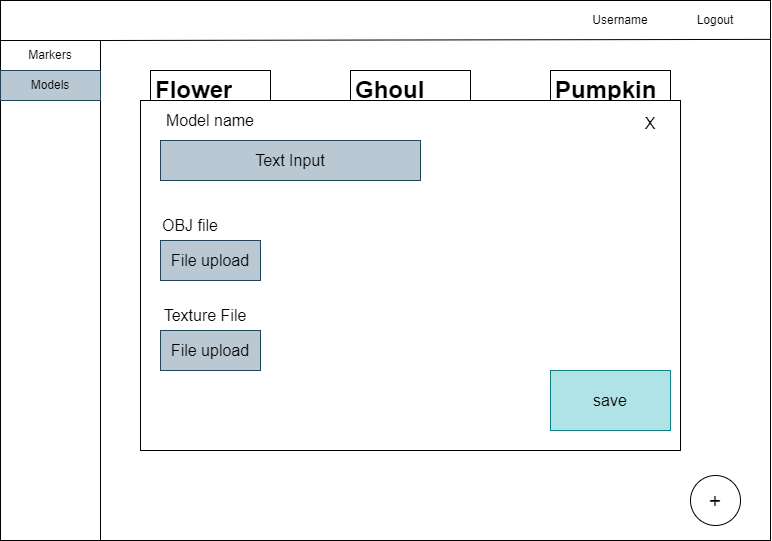 Username
Logout
Markers
Models
Flower
Ghoul
Pumpkin
Model name
X
Text Input
OBJ file
File upload
Texture File
File upload
save
+